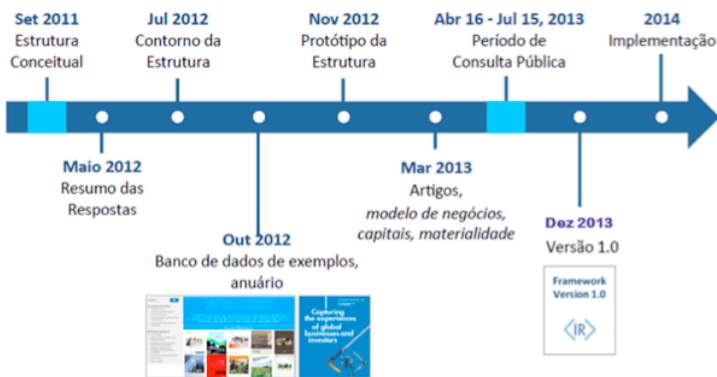 Set 2011
Estrutura
Conceitual
Jul 2012
Contorno da
Estrutura
Nov 2012
Protótipo da
Estrutura
Abr 16 - Jul 15, 2013
Período de
Consulta Pública
2014
Implementação
Maio 2012
Resumo das
Respostas
Out 2012
Banco de dados de exemplos,
anuário
Capturing
the experiences
of global
businesses and
investors
<IR>
Mar 2013
Artigos,
modelo de negócios,
capitais, materialidade
Dez 2013
Versão 1.0
Framework
Version 1.0
<IR>